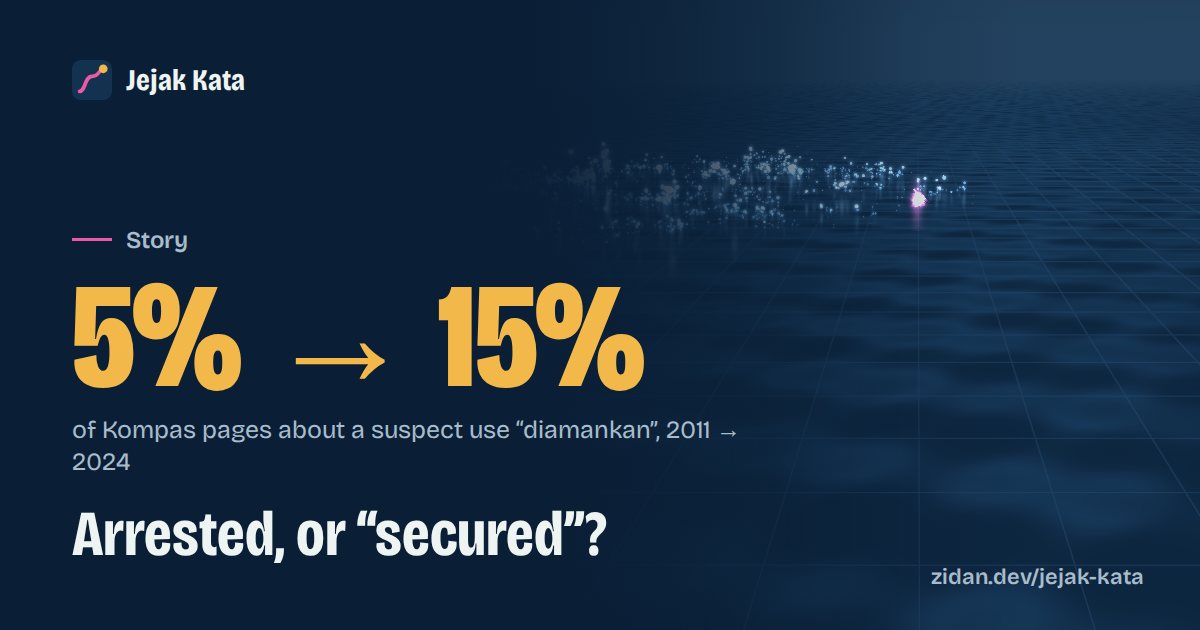 Jejak Kata
Story
5% → 15%
of Kompas pages about a suspect use “diamankan”, 2011 →
2024
Arrested, or “secured”?
zidan.dev/jejak-kata